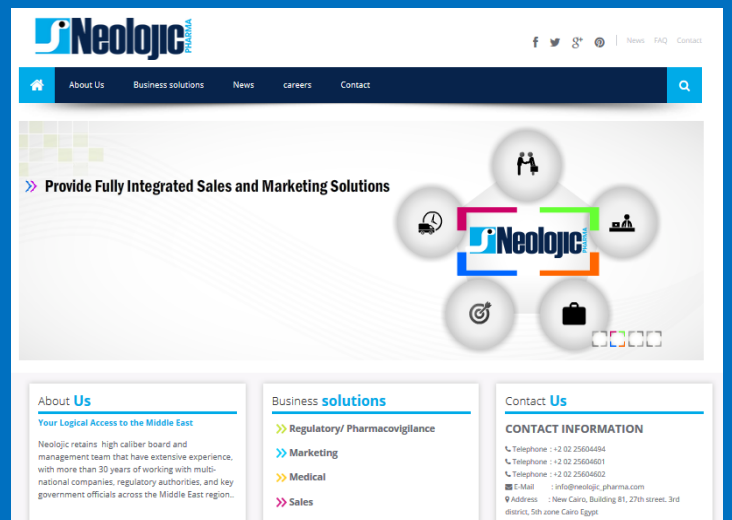 Neolojic PHARMA
News FAQ Contact
About Us Business solutions News careers Contact
Provide Fully Integrated Sales and Marketing Solutions
Neolojic PHARMA
About Us
Your Logical Access to the Middle East
Neolojic retains high caliber board and
management team that have extensive experience,
with more than 30 years of working with multi-
national companies, regulatory authorities, and key
government officials across the Middle East region..
Business solutions
Regulatory/ Pharmacovigilance
Marketing
Medical
Sales
Contact Us
CONTACT INFORMATION
Telephone : +2 02 25604494
Telephone : +2 02 25604601
Telephone : +2 02 25604602
E-Mail : info@neolojic_pharma.com
Address : New Cairo, Building 81, 27th street. 3rd
district, 5th zone Cairo Egypt